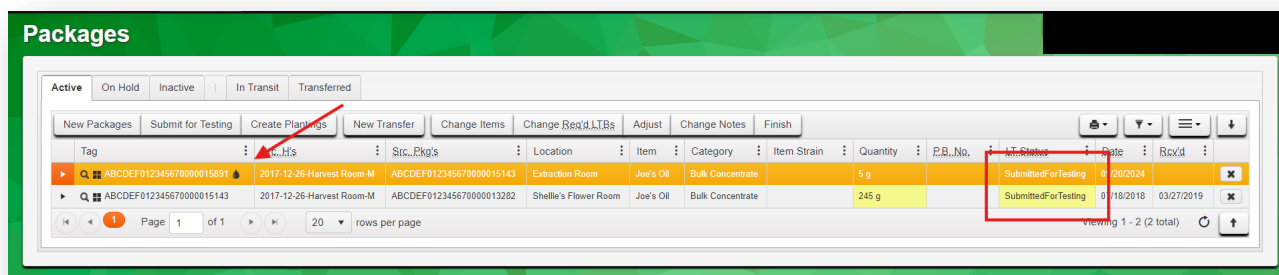 Packages
Active On Hold Inactive | In Transit Transferred
New Packages Submit for Testing Create Plantings New Transfer Change Items Change Req'd LTBs Adjust Change Notes Finish
Tag Src. H's Src. Pkg's Location Item Category Item Strain Quantity P.B. No. LT Status Date Rcv'd
ABCDEF012345670000015891 2017-12-26-Harvest Room-M ABCDEF012345670000015143 Extraction Room Joe's Oil Bulk Concentrate 5 g SubmittedForTesting 01/20/2024
ABCDEF012345670000015143 2017-12-26-Harvest Room-M ABCDEF012345670000013282 Shellie's Flower Room Joe's Oil Bulk Concentrate 245 g SubmittedForTesting 07/18/2018 03/27/2019
1 Page 1 of 1 20 rows per page Viewing 1 - 2 (2 total)